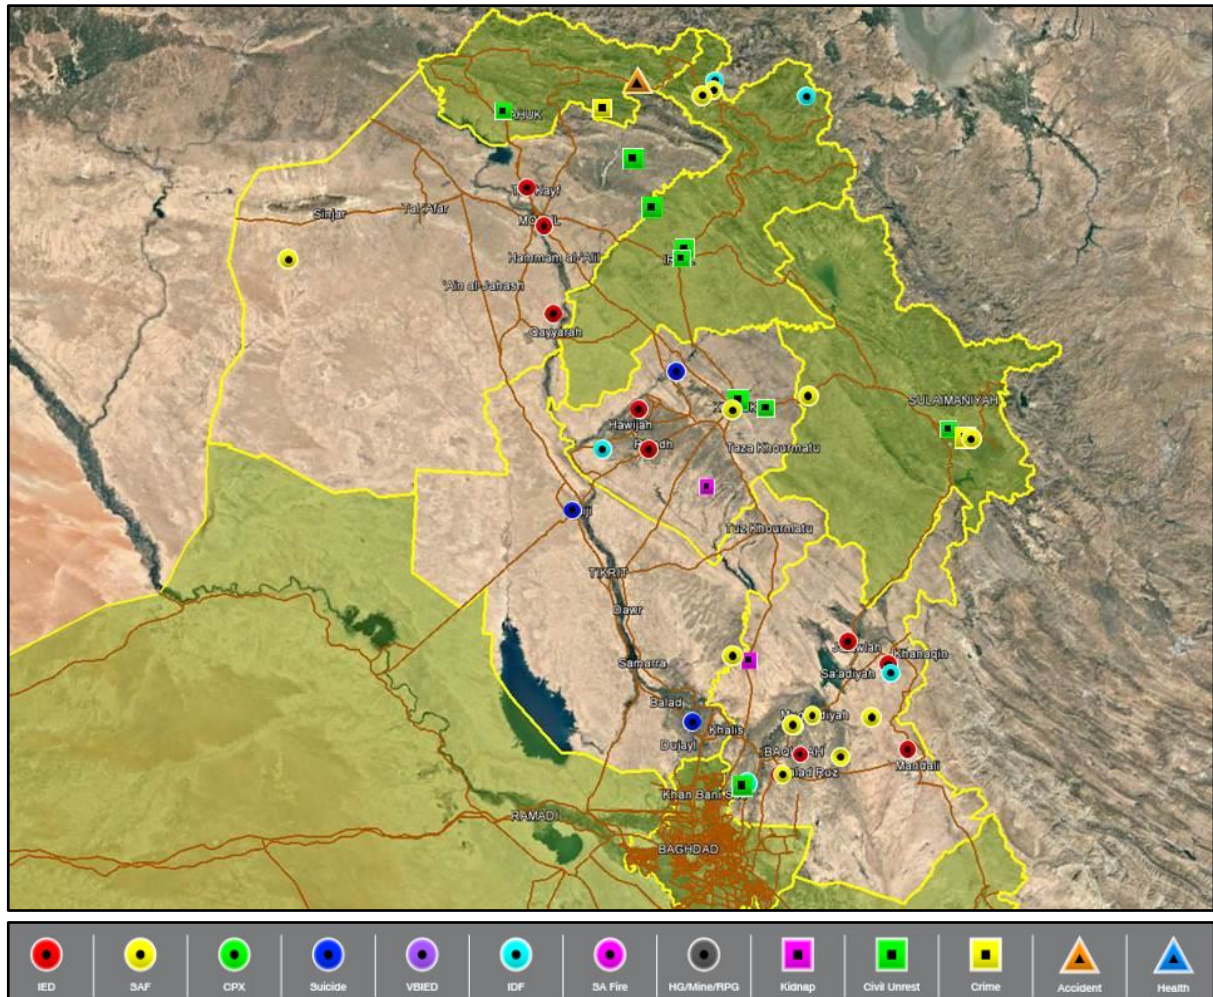 Sinjar
Tal 'Afar
Hammam al-'Alil
'Ain al-Jahash
Qayyarah
SULAIMANIYAH
Hawijah
Taza Khourmatu
Tuz Khourmatu
TIKRIT
Dawr
Samarra
Khanaqin
Sa'adiyah
Balad
Khalis
Dujayl
Mandali
RAMADI
BAGHDAD
IED SAF CPX Suicide VBIED IDF SA Fire HG/Mine/RPG Kidnap Civil Unrest Crime Accident Health